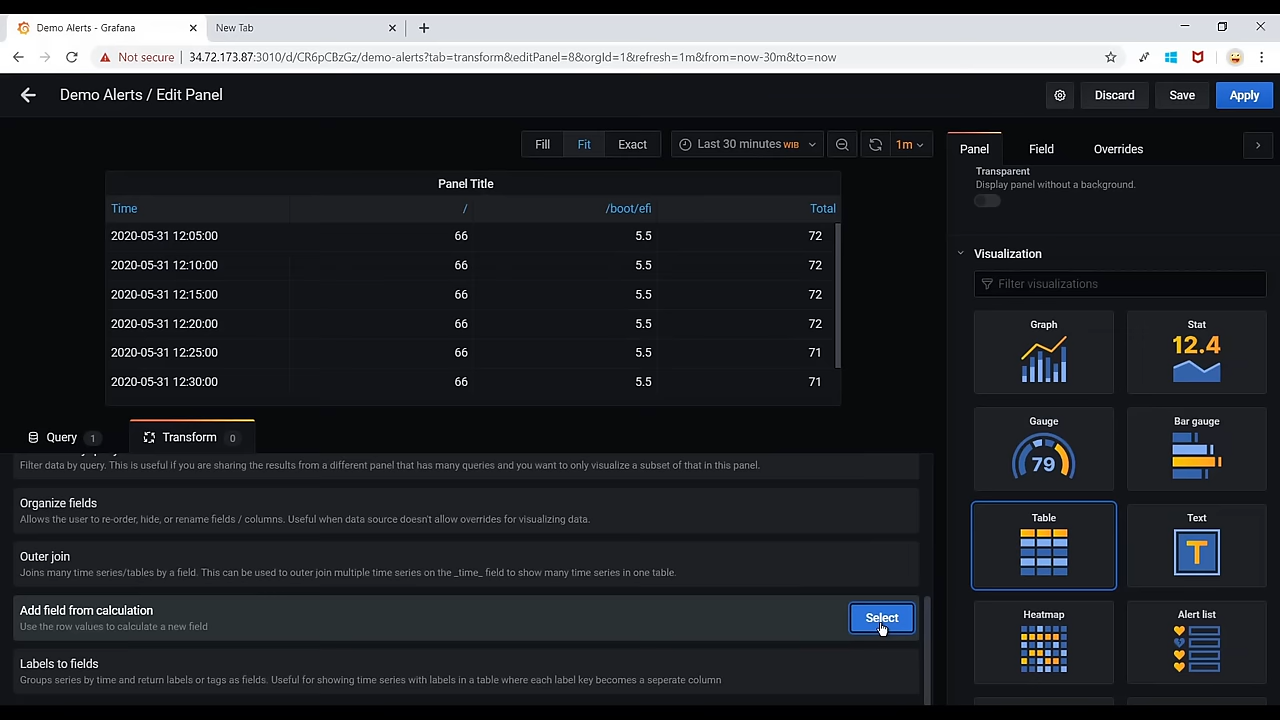 Demo Alerts - Grafana
New Tab
Not secure
34.72.173.87:3010/d/CR6pCBzGz/demo-alerts?tab=transform&editPanel=8&orgId=1&refresh=1m&from=now-30m&to=now
Demo Alerts / Edit Panel
Discard
Save
Apply
Fill
Fit
Exact
Last 30 minutes WIB
1m
Panel
Field
Overrides
Panel Title
Time / /boot/efi Total
2020-05-31 12:05:00 66 5.5 72
2020-05-31 12:10:00 66 5.5 72
2020-05-31 12:15:00 66 5.5 72
2020-05-31 12:20:00 66 5.5 72
2020-05-31 12:25:00 66 5.5 71
2020-05-31 12:30:00 66 5.5 71
Query 1
Transform 0
Filter data by query. This is useful if you are sharing the results from a different panel that has many queries and you want to only visualize a subset of that in this panel.
Organize fields
Allows the user to re-order, hide, or rename fields / columns. Useful when data source doesn't allow overrides for visualizing data.
Outer join
Joins many time series/tables by a field. This can be used to outer join multiple time series on the _time_ field to show many time series in one table.
Add field from calculation
Use the row values to calculate a new field
Select
Labels to fields
Groups series by time and return labels or tags as fields. Useful for showing time series with labels in a table where each label key becomes a seperate column
Transparent
Display panel without a background.
Visualization
Filter visualizations
Graph
Stat
12.4
Gauge
79
Bar gauge
Table
Text
T
Heatmap
Alert list